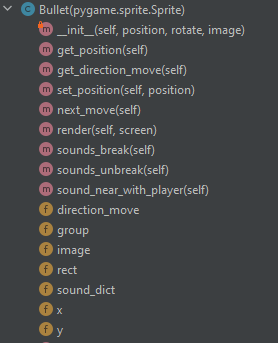 Bullet(pygame.sprite.Sprite)
__init__(self, position, rotate, image)
get_position(self)
get_direction_move(self)
set_position(self, position)
next_move(self)
render(self, screen)
sounds_break(self)
sounds_unbreak(self)
sound_near_with_player(self)
direction_move
group
image
rect
sound_dict
x
y